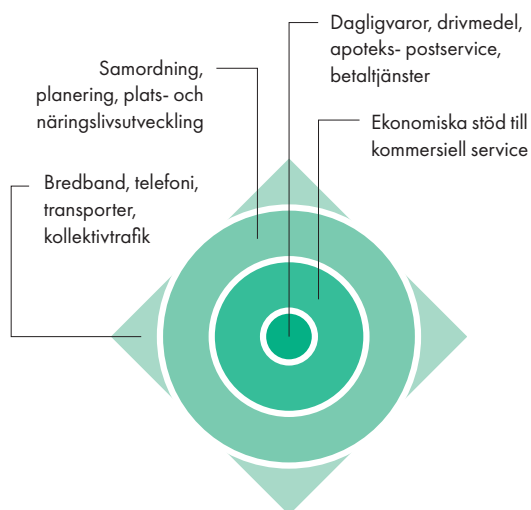 Dagligvaror, drivmedel,
apoteks- postservice,
betaltjänster
Samordning,
planering, plats- och
näringslivsutveckling
Ekonomiska stöd till
kommersiell service
Bredband, telefoni,
transporter,
kollektivtrafik